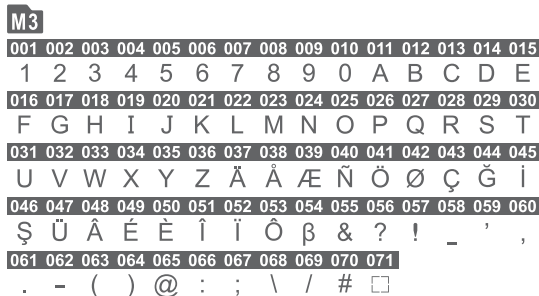 M3
001 002 003 004 005 006 007 008 009 010 011 012 013 014 015
1 2 3 4 5 6 7 8 9 0 A B C D E
016 017 018 019 020 021 022 023 024 025 026 027 028 029 030
F G H I J K L M N O P Q R S T
031 032 033 034 035 036 037 038 039 040 041 042 043 044 045
U V W X Y Z Ä Å Æ Ñ Ö Ø Ç Ğ İ
046 047 048 049 050 051 052 053 054 055 056 057 058 059 060
Ş Ü Â É È Î Ï Ô β & ? ! _ ’ ,
061 062 063 064 065 066 067 068 069 070 071
. - ( ) @ : ; \ / # ⛶